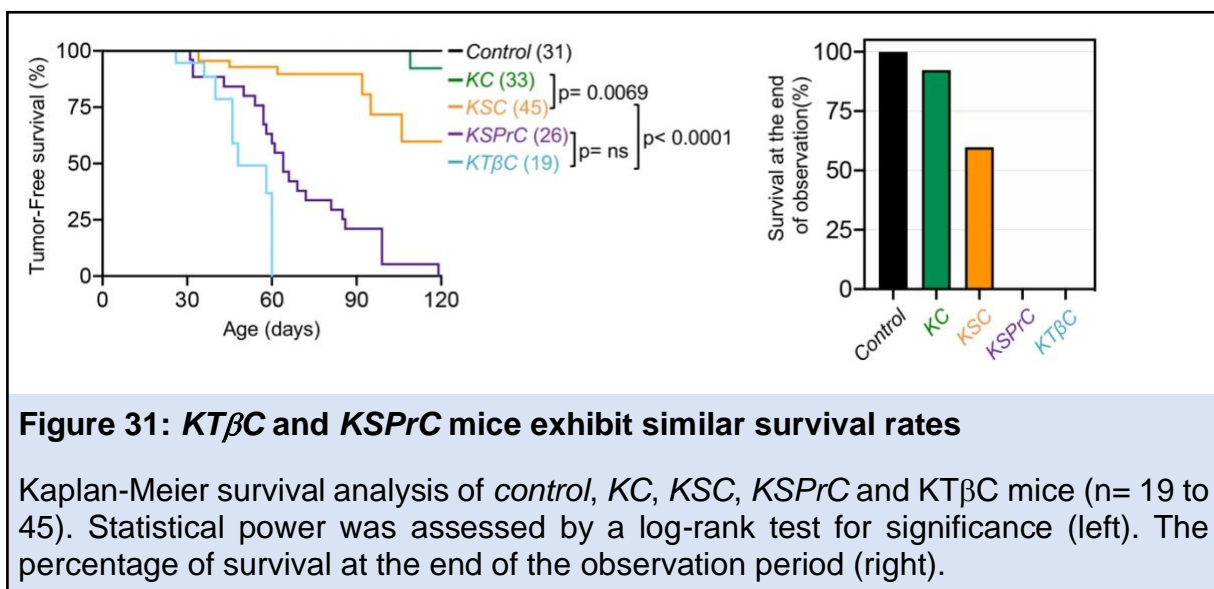 Tumor-Free survival (%)
100
75
50
25
0
0 30 60 90 120
Age (days)
Control (31)
KC (33)
KSC (45)
KSPrC (26)
KTβC (19)
p= 0.0069
p= ns
p< 0.0001
Survival at the end
of observation(%)
100
75
50
25
0
Control KC KSC KSPrC KTβC
Figure 31: KTβC and KSPrC mice exhibit similar survival rates
Kaplan-Meier survival analysis of control, KC, KSC, KSPrC and KTβC mice (n= 19 to
45). Statistical power was assessed by a log-rank test for significance (left). The
percentage of survival at the end of the observation period (right).